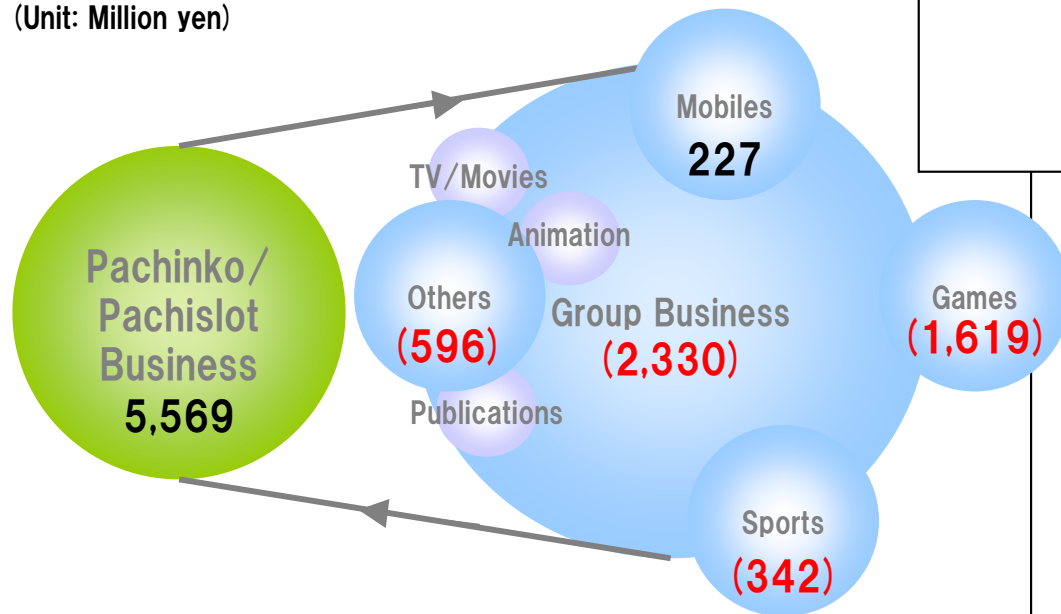 (Unit: Million yen)
Mobiles
227
TV/Movies
Animation
Pachinko/
Pachislot
Business
5,569
Others
(596)
Group Business
(2,330)
Games
(1,619)
Publications
Sports
(342)